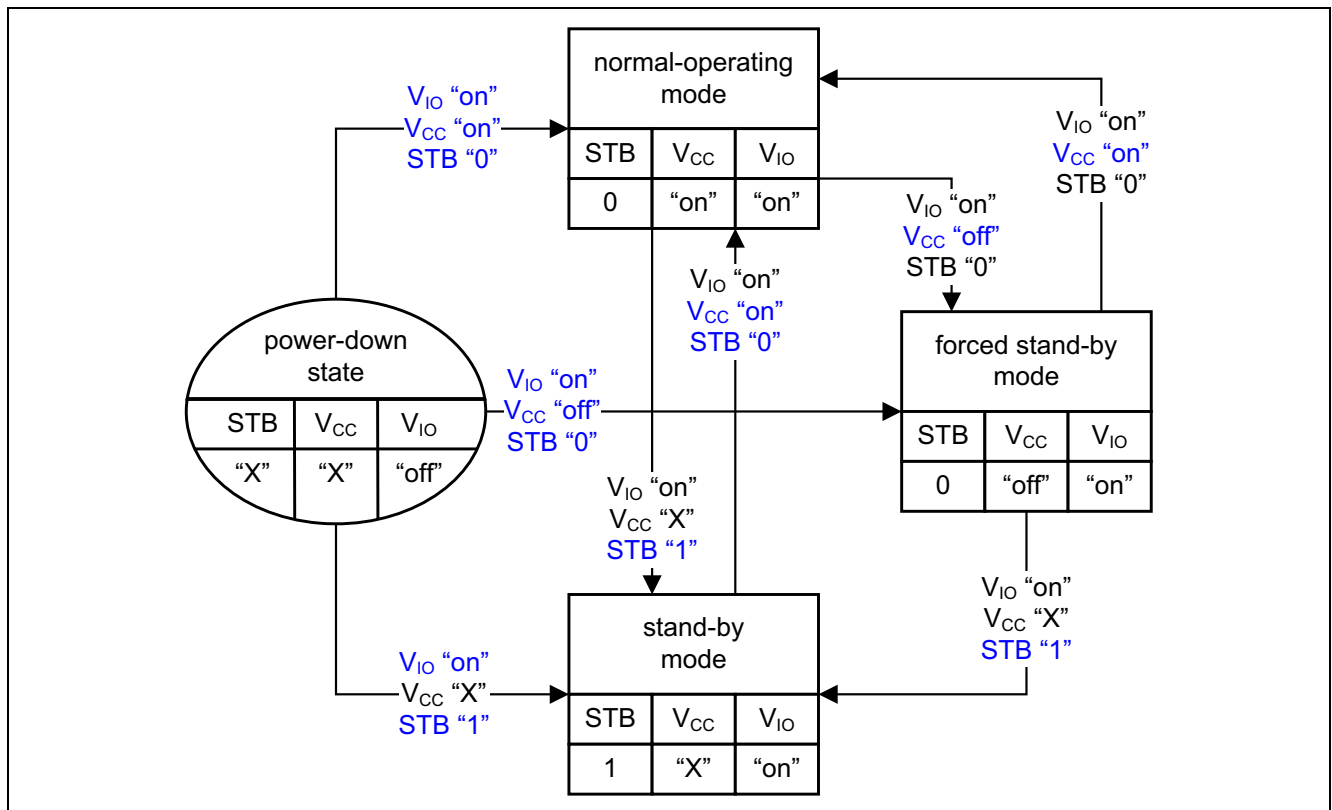 normal-operating
mode
STB V_CC V_IO
0 “on” “on”
V_IO “on”
V_CC “on”
STB “0”
V_IO “on”
V_CC “on”
STB “0”
V_IO “on”
V_CC “off”
STB “0”
V_IO “on”
V_CC “on”
STB “0”
power-down
state
STB V_CC V_IO
“X” “X” “off”
V_IO “on”
V_CC “off”
STB “0”
forced stand-by
mode
STB V_CC V_IO
0 “off” “on”
V_IO “on”
V_CC “X”
STB “1”
V_IO “on”
V_CC “X”
STB “1”
V_IO “on”
V_CC “X”
STB “1”
stand-by
mode
STB V_CC V_IO
1 “X” “on”